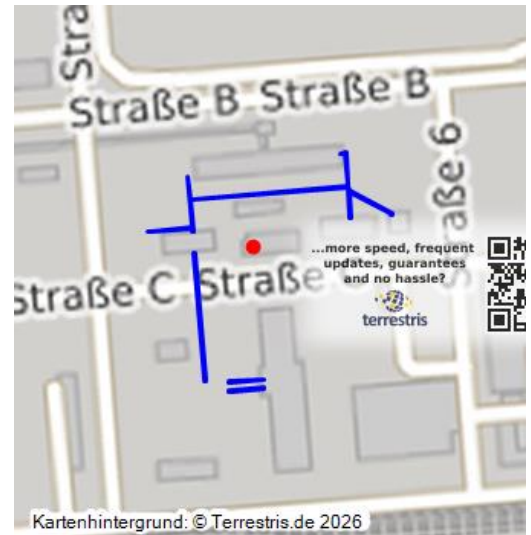 Straße B Straße B
Straße 6
...more speed, frequent
updates, guarantees
and no hassle?
Straße C Straße
terrestris
Kartenhintergrund: © Terrestris.de 2026